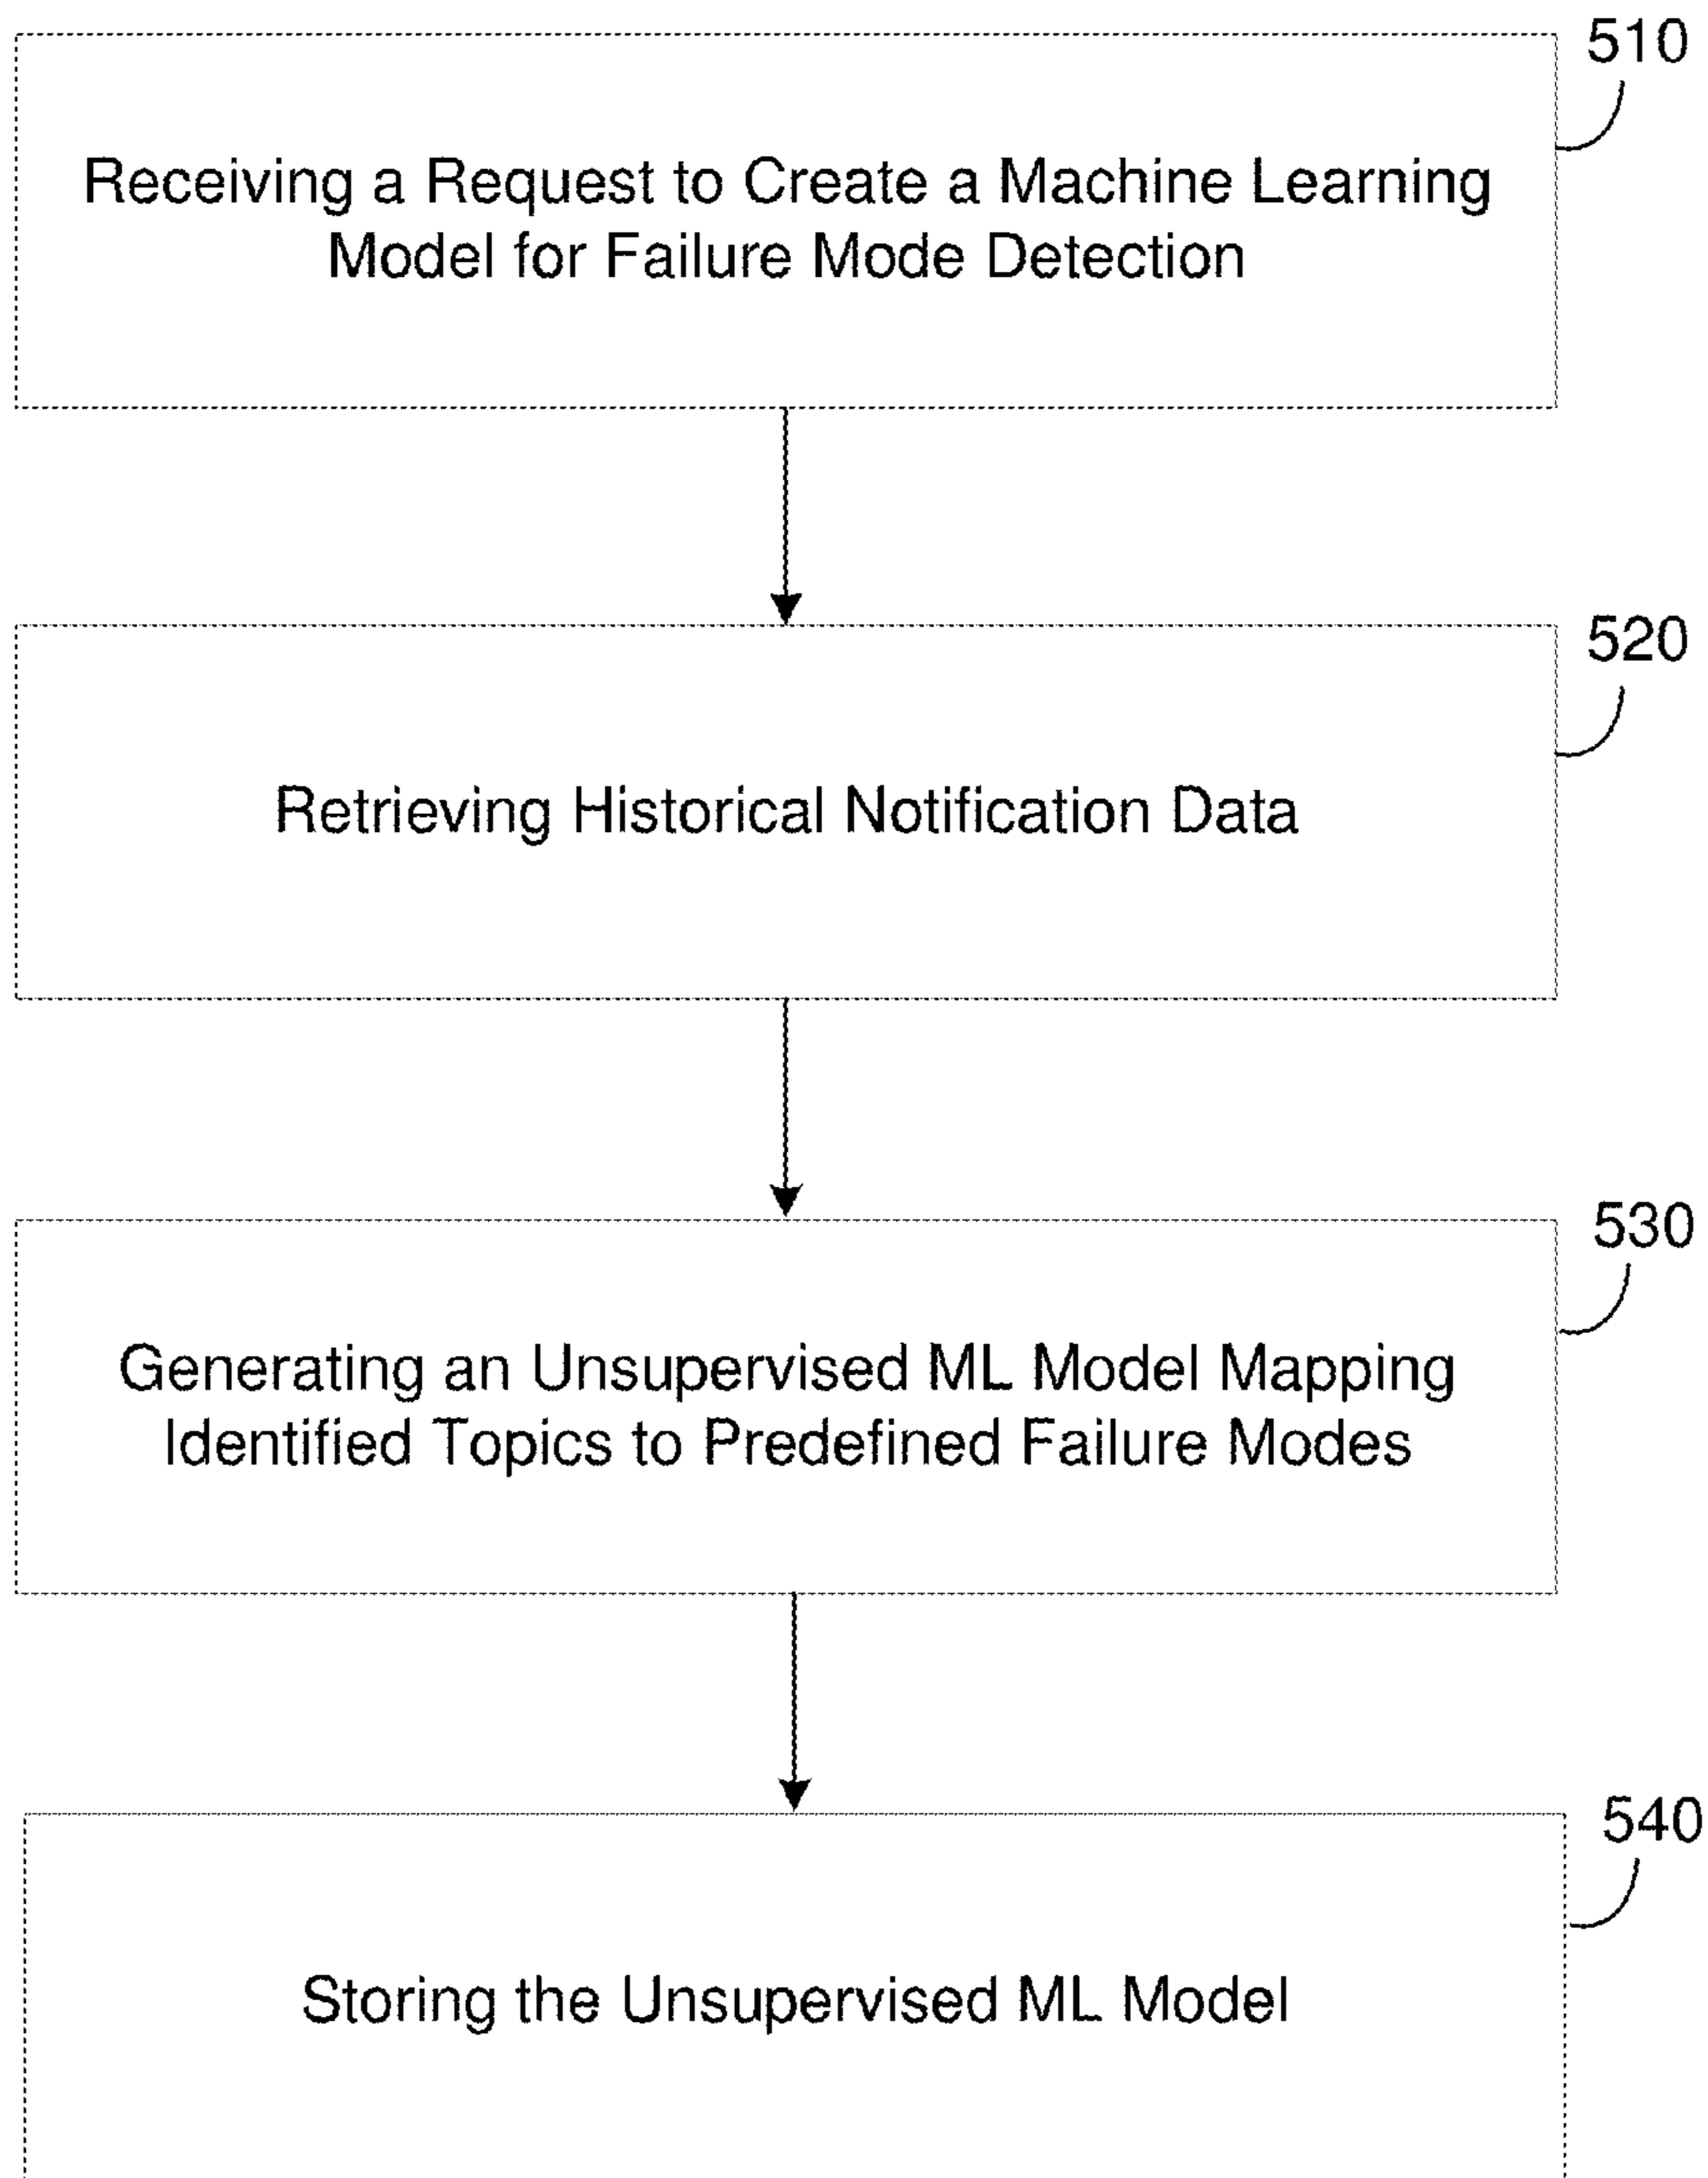 510
Receiving a Request to Create a Machine Learning
Model for Failure Mode Detection
520
Retrieving Historical Notification Data
530
Generating an Unsupervised ML Model Mapping
Identified Topics to Predefined Failure Modes
540
Storing the Unsupervised ML Model